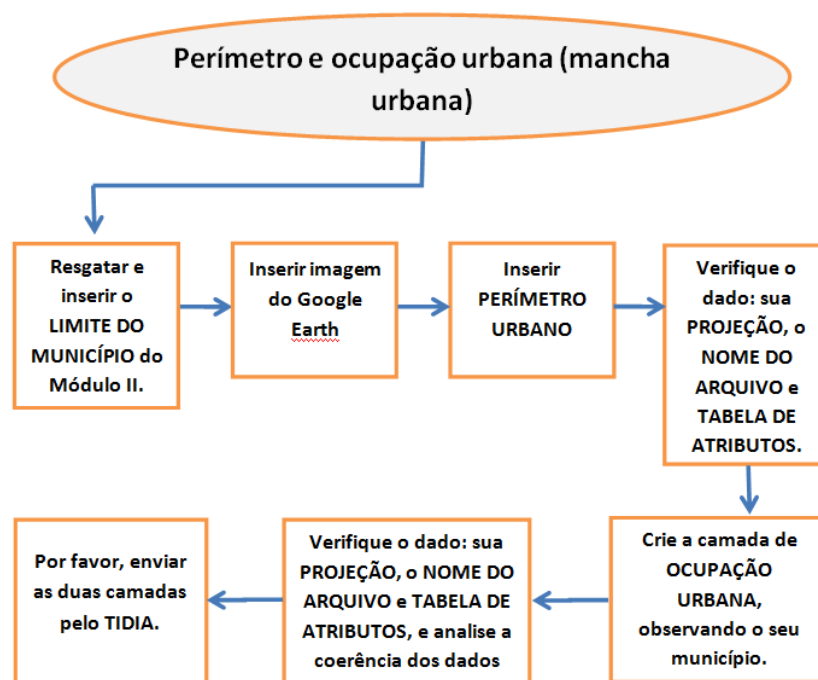 Perímetro e ocupação urbana (mancha
urbana)
Resgatar e
inserir o
LIMITE DO
MUNICÍPIO do
Módulo II.
Inserir imagem
do Google
Earth
Inserir
PERÍMETRO
URBANO
Verifique o
dado: sua
PROJEÇÃO, o
NOME DO
ARQUIVO e
TABELA DE
ATRIBUTOS.
Crie a camada de
OCUPAÇÃO
URBANA,
observando o seu
município.
Verifique o dado: sua
PROJEÇÃO, o NOME DO
ARQUIVO e TABELA DE
ATRIBUTOS, e analise a
coerência dos dados
Por favor, enviar
as duas camadas
pelo TIDIA.